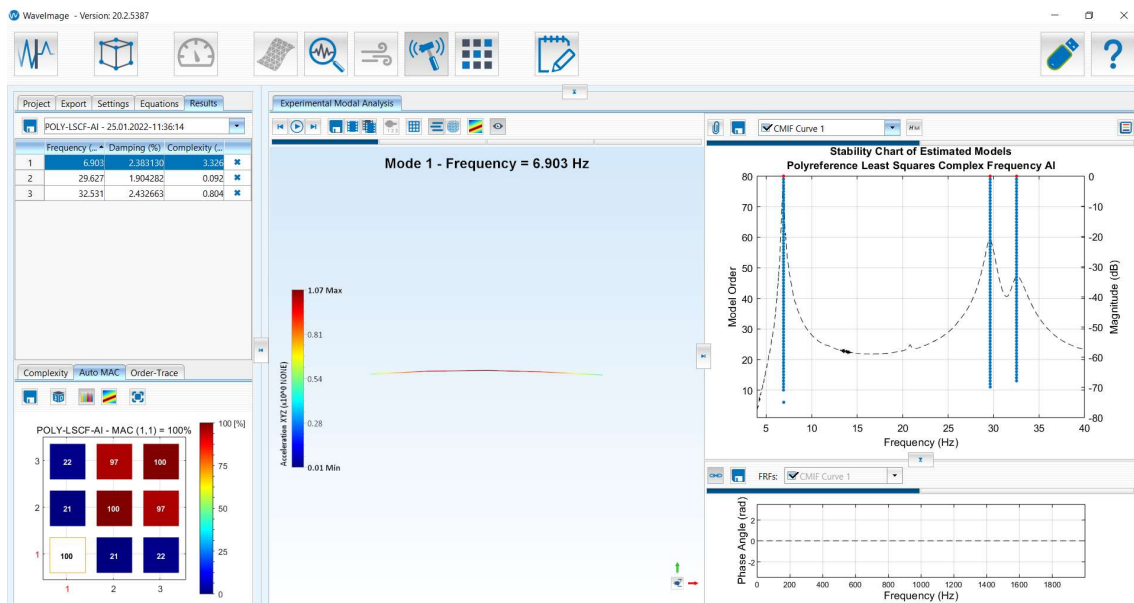 WaveImage - Version: 20.2.5387
Project Export Settings Equations Results
POLY-LSCF-AI - 25.01.2022-11:36:14
Frequency (... Damping (%) Complexity (...
1 6.903 2.383130 3.326
2 29.627 1.904282 0.092
3 32.531 2.432663 0.804
Complexity Auto MAC Order-Trace
3D
POLY-LSCF-AI - MAC (1,1) = 100%
100 [%]
75
50
25
0
3 22 97 100
2 21 100 97
1 100 21 22
1 2 3
Experimental Modal Analysis
Mode 1 - Frequency = 6.903 Hz
1.07 Max
0.81
0.54
0.28
0.01 Min
Acceleration XYZ (x10^0 NONE)
CMIF Curve 1
Stability Chart of Estimated Models
Polyreference Least Squares Complex Frequency AI
80
70
60
50
40
30
20
10
Model Order
0
-10
-20
-30
-40
-50
-60
-70
-80
Magnitude (dB)
5 10 15 20 25 30 35 40
Frequency (Hz)
FRFs: CMIF Curve 1
Phase Angle (rad)
2
0
-2
0 200 400 600 800 1000 1200 1400 1600 1800
Frequency (Hz)